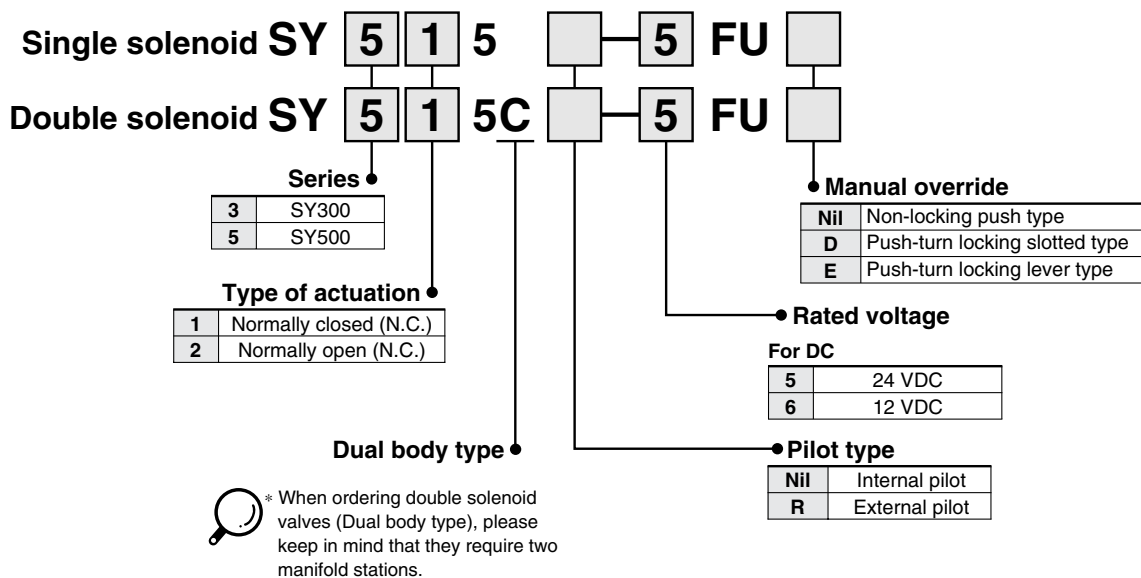 Single solenoid SY 5 1 5 - 5 FU
Double solenoid SY 5 1 5C - 5 FU
Series
3 SY300
5 SY500
Manual override
Nil Non-locking push type
D Push-turn locking slotted type
E Push-turn locking lever type
Type of actuation
1 Normally closed (N.C.)
2 Normally open (N.C.)
Rated voltage
For DC
5 24 VDC
6 12 VDC
Dual body type
* When ordering double solenoid
valves (Dual body type), please
keep in mind that they require two
manifold stations.
Pilot type
Nil Internal pilot
R External pilot